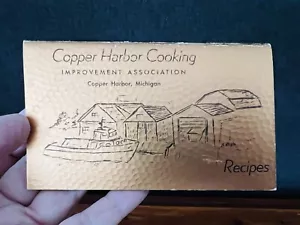 Copper Harbor Cooking
IMPROVEMENT ASSOCIATION
Copper Harbor, Michigan
Recipes